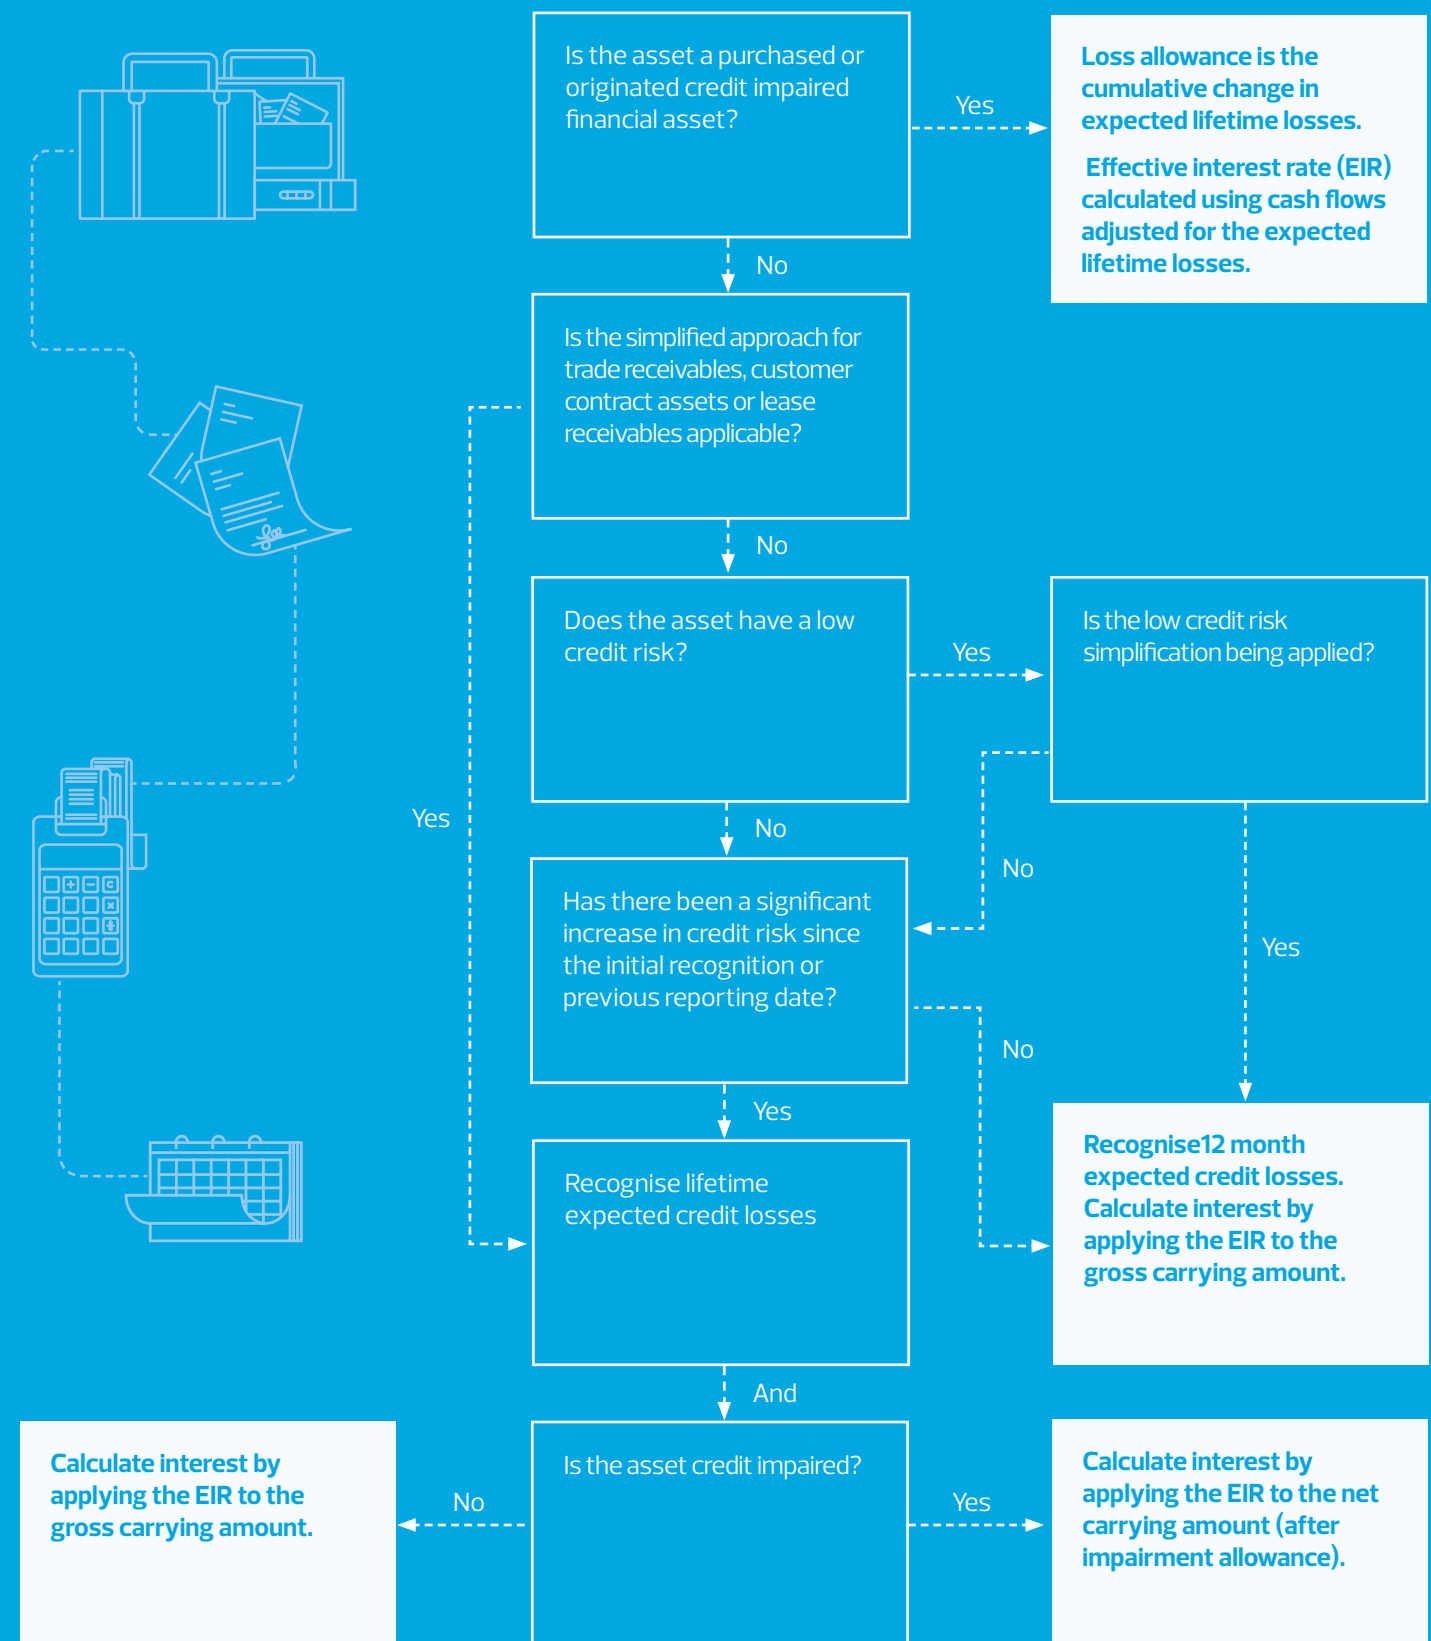 Is the asset a purchased or
originated credit impaired
financial asset?
Yes
Loss allowance is the
cumulative change in
expected lifetime losses.
Effective interest rate (EIR)
calculated using cash flows
adjusted for the expected
lifetime losses.
No
Is the simplified approach for
trade receivables, customer
contract assets or lease
receivables applicable?
No
Does the asset have a low
credit risk?
Yes
Is the low credit risk
simplification being applied?
Yes
No
No
Has there been a significant
increase in credit risk since
the initial recognition or
previous reporting date?
Yes
No
Yes
Recognise lifetime
expected credit losses
Recognise12 month
expected credit losses.
Calculate interest by
applying the EIR to the
gross carrying amount.
And
Calculate interest by
applying the EIR to the
gross carrying amount.
No
Is the asset credit impaired?
Yes
Calculate interest by
applying the EIR to the net
carrying amount (after
impairment allowance).
+
−
C
×
÷